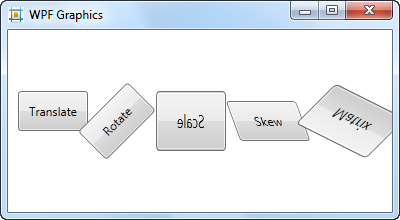 WPF Graphics
Translate
Rotate
Scale
Skew
Matrix